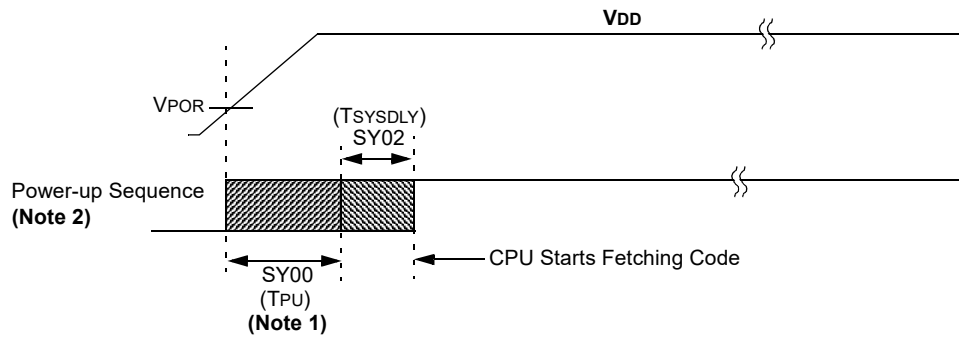 VDD
VPOR
(TSYSDLY)
SY02
Power-up Sequence
(Note 2)
CPU Starts Fetching Code
SY00
(TPU)
(Note 1)